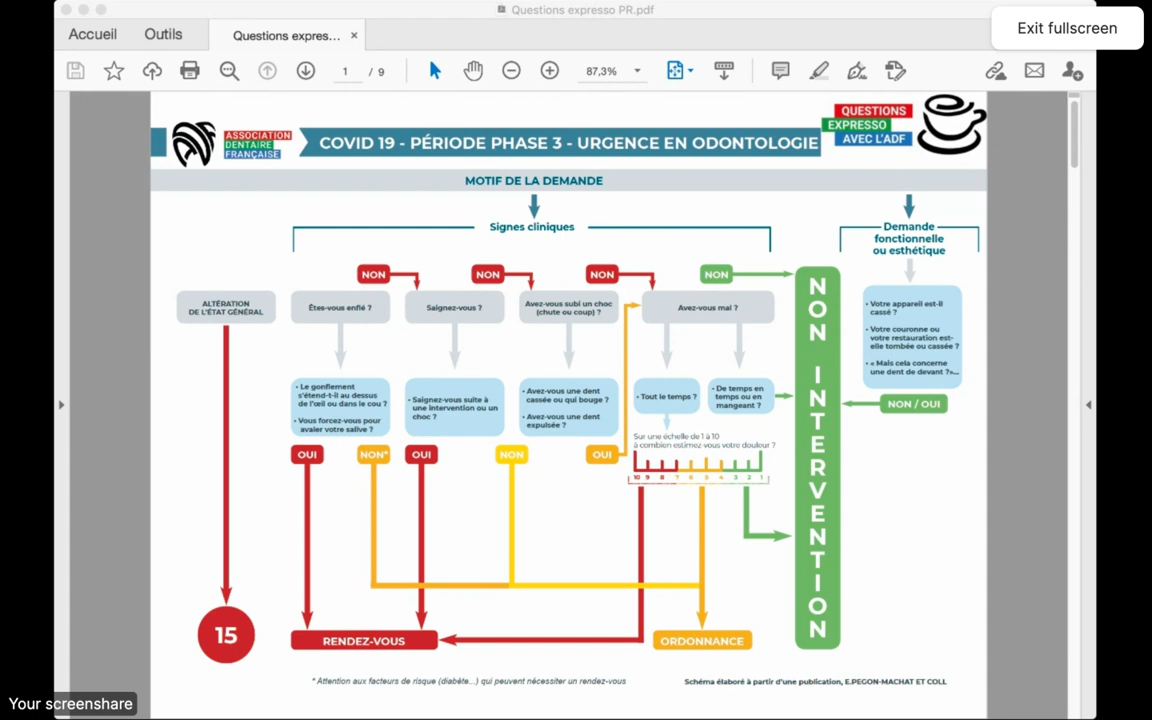 Questions expresso PR.pdf
Exit fullscreen
Accueil
Outils
Questions expres...
1 / 9
87,3%
ASSOCIATION
DENTAIRE
FRANÇAISE
COVID 19 - PÉRIODE PHASE 3 - URGENCE EN ODONTOLOGIE
QUESTIONS
EXPRESSO
AVEC L'ADF
MOTIF DE LA DEMANDE
Signes cliniques
Demande
fonctionnelle
ou esthétique
NON
NON
NON
NON
ALTÉRATION
DE L'ÉTAT GÉNÉRAL
Êtes-vous enflé ?
Saignez-vous ?
Avez-vous subi un choc
(chute ou coup) ?
Avez-vous mal ?
• Le gonflement
s'étend-t-il au dessus
de l'œil ou dans le cou ?
• Vous forcez-vous pour
avaler votre salive ?
• Saignez-vous suite à
une intervention ou un
choc ?
• Avez-vous une dent
cassée ou qui bouge ?
• Avez-vous une dent
expulsée ?
• Tout le temps ?
• De temps en
temps ou en
mangeant ?
Sur une échelle de 1 à 10
à combien estimez-vous votre douleur ?
10 9 8 7 6 5 4 3 2 1
OUI
NON*
OUI
NON
OUI
NON INTERVENTION
• Votre appareil est-il
cassé ?
• Votre couronne ou
votre restauration est-
elle tombée ou cassée ?
• « Mais cela concerne
une dent de devant ?»...
NON / OUI
15
RENDEZ-VOUS
ORDONNANCE
* Attention aux facteurs de risque (diabète...) qui peuvent nécessiter un rendez-vous
Schéma élaboré à partir d'une publication, E.PEGON-MACHAT ET COLL
Your screenshare